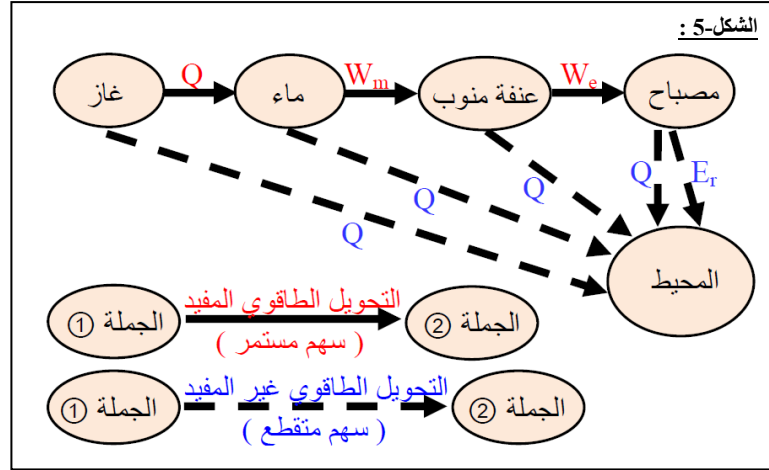 الشكل-5 :
غاز Q ماء Wₘ عنفة منوب Wₑ مصباح
Q Q Q Q Eᵣ
المحيط
الجملة ① التحويل الطاقوي المفيد الجملة ②
( سهم مستمر )
الجملة ① التحويل الطاقوي غير المفيد الجملة ②
( سهم متقطع )